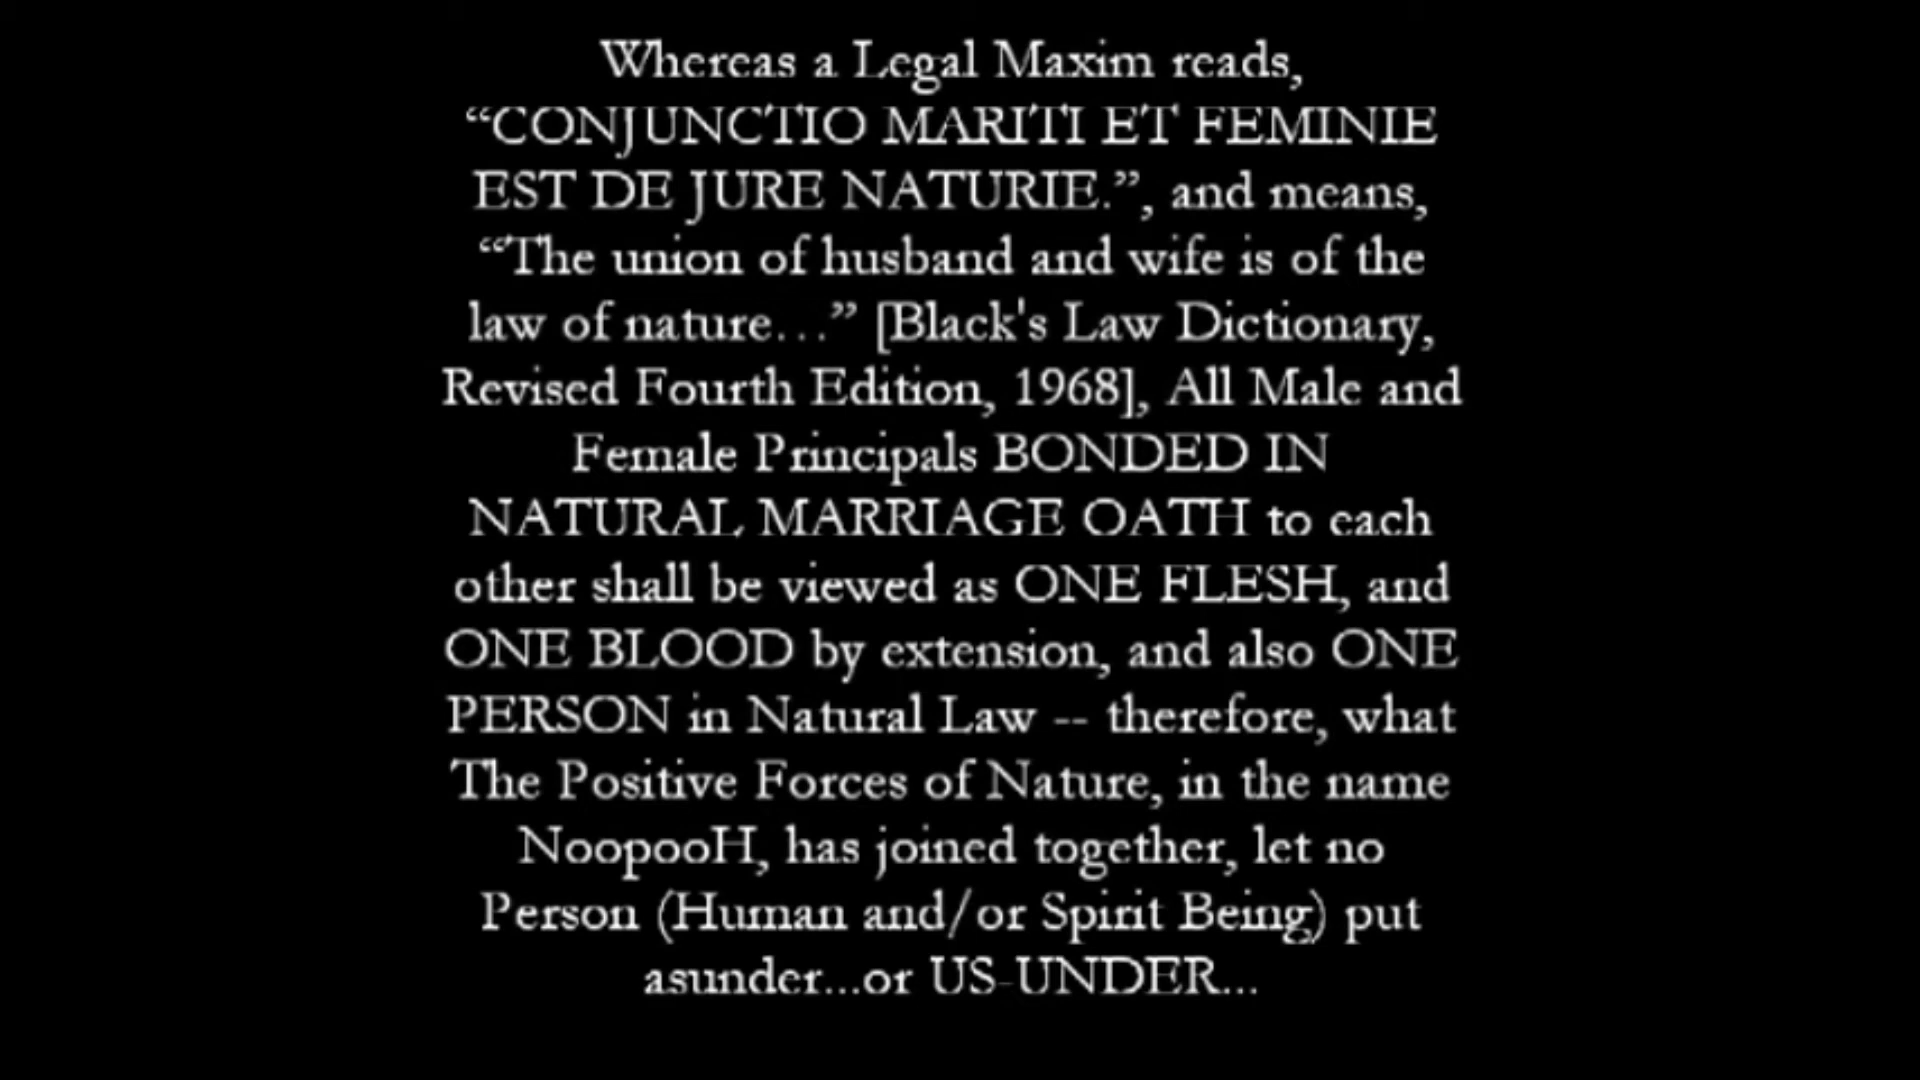 Whereas a Legal Maxim reads,
“CONJUNCTIO MARITI ET FEMINIE
EST DE JURE NATURIE.”, and means,
“The union of husband and wife is of the
law of nature…” [Black's Law Dictionary,
Revised Fourth Edition, 1968], All Male and
Female Principals BONDED IN
NATURAL MARRIAGE OATH to each
other shall be viewed as ONE FLESH, and
ONE BLOOD by extension, and also ONE
PERSON in Natural Law -- therefore, what
The Positive Forces of Nature, in the name
NoopooH, has joined together, let no
Person (Human and/or Spirit Being) put
asunder...or US-UNDER...